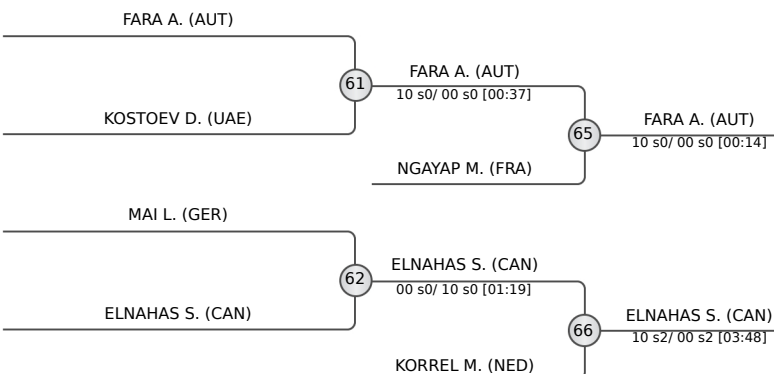 FARA A. (AUT)
61
FARA A. (AUT)
10 s0/ 00 s0 [00:37]
KOSTOEV D. (UAE)
65
FARA A. (AUT)
10 s0/ 00 s0 [00:14]
NGAYAP M. (FRA)
MAI L. (GER)
62
ELNAHAS S. (CAN)
00 s0/ 10 s0 [01:19]
ELNAHAS S. (CAN)
66
ELNAHAS S. (CAN)
10 s2/ 00 s2 [03:48]
KORREL M. (NED)